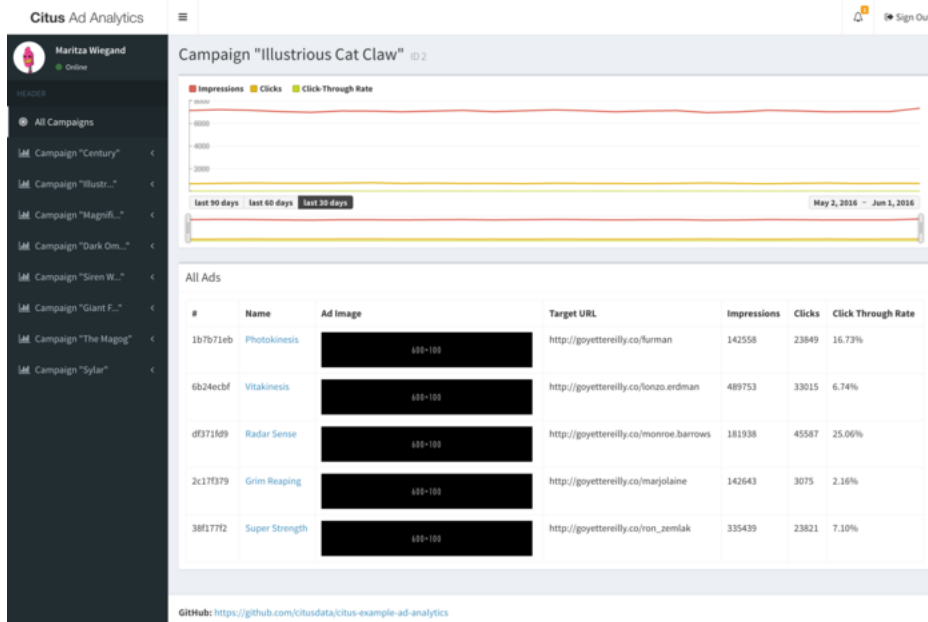 Citus Ad Analytics
2
Sign Ou
Maritza Wiegand
Online
HEADER
All Campaigns
Campaign "Century"
Campaign "Illustr..."
Campaign "Magnifi..."
Campaign "Dark Om..."
Campaign "Siren W..."
Campaign "Giant F..."
Campaign "The Magog"
Campaign "Sylar"
Campaign "Illustrious Cat Claw" ID 2
Impressions Clicks Click-Through Rate
8000
6000
4000
2000
last 90 days last 60 days last 30 days May 2, 2016 - Jun 1, 2016
All Ads
# Name Ad Image Target URL Impressions Clicks Click Through Rate
1b7b71eb Photokinesis 600×100 http://goyettereilly.co/furman 142558 23849 16.73%
6b24ecbf Vitakinesis 600×100 http://goyettereilly.co/lonzo.erdman 489753 33015 6.74%
df371fd9 Radar Sense 600×100 http://goyettereilly.co/monroe.barrows 181938 45587 25.06%
2c17f379 Grim Reaping 600×100 http://goyettereilly.co/marjolaine 142643 3075 2.16%
38f177f2 Super Strength 600×100 http://goyettereilly.co/ron_zemlak 335439 23821 7.10%
GitHub: https://github.com/citusdata/citus-example-ad-analytics